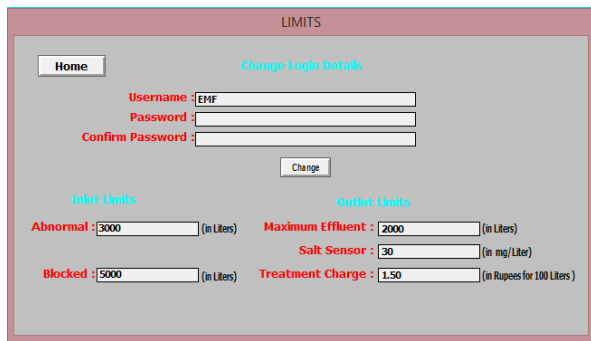 LIMITS
Home
Change Login Details
Username : EMF
Password :
Confirm Password :
Change
Inlet Limits
Outlet Limits
Abnormal : 3000 (in Liters)
Maximum Effluent : 2000 (in Liters)
Salt Sensor : 30 (in mg/Liter)
Blocked : 5000 (in Liters)
Treatment Charge : 1.50 (in Rupees for 100 Liters )